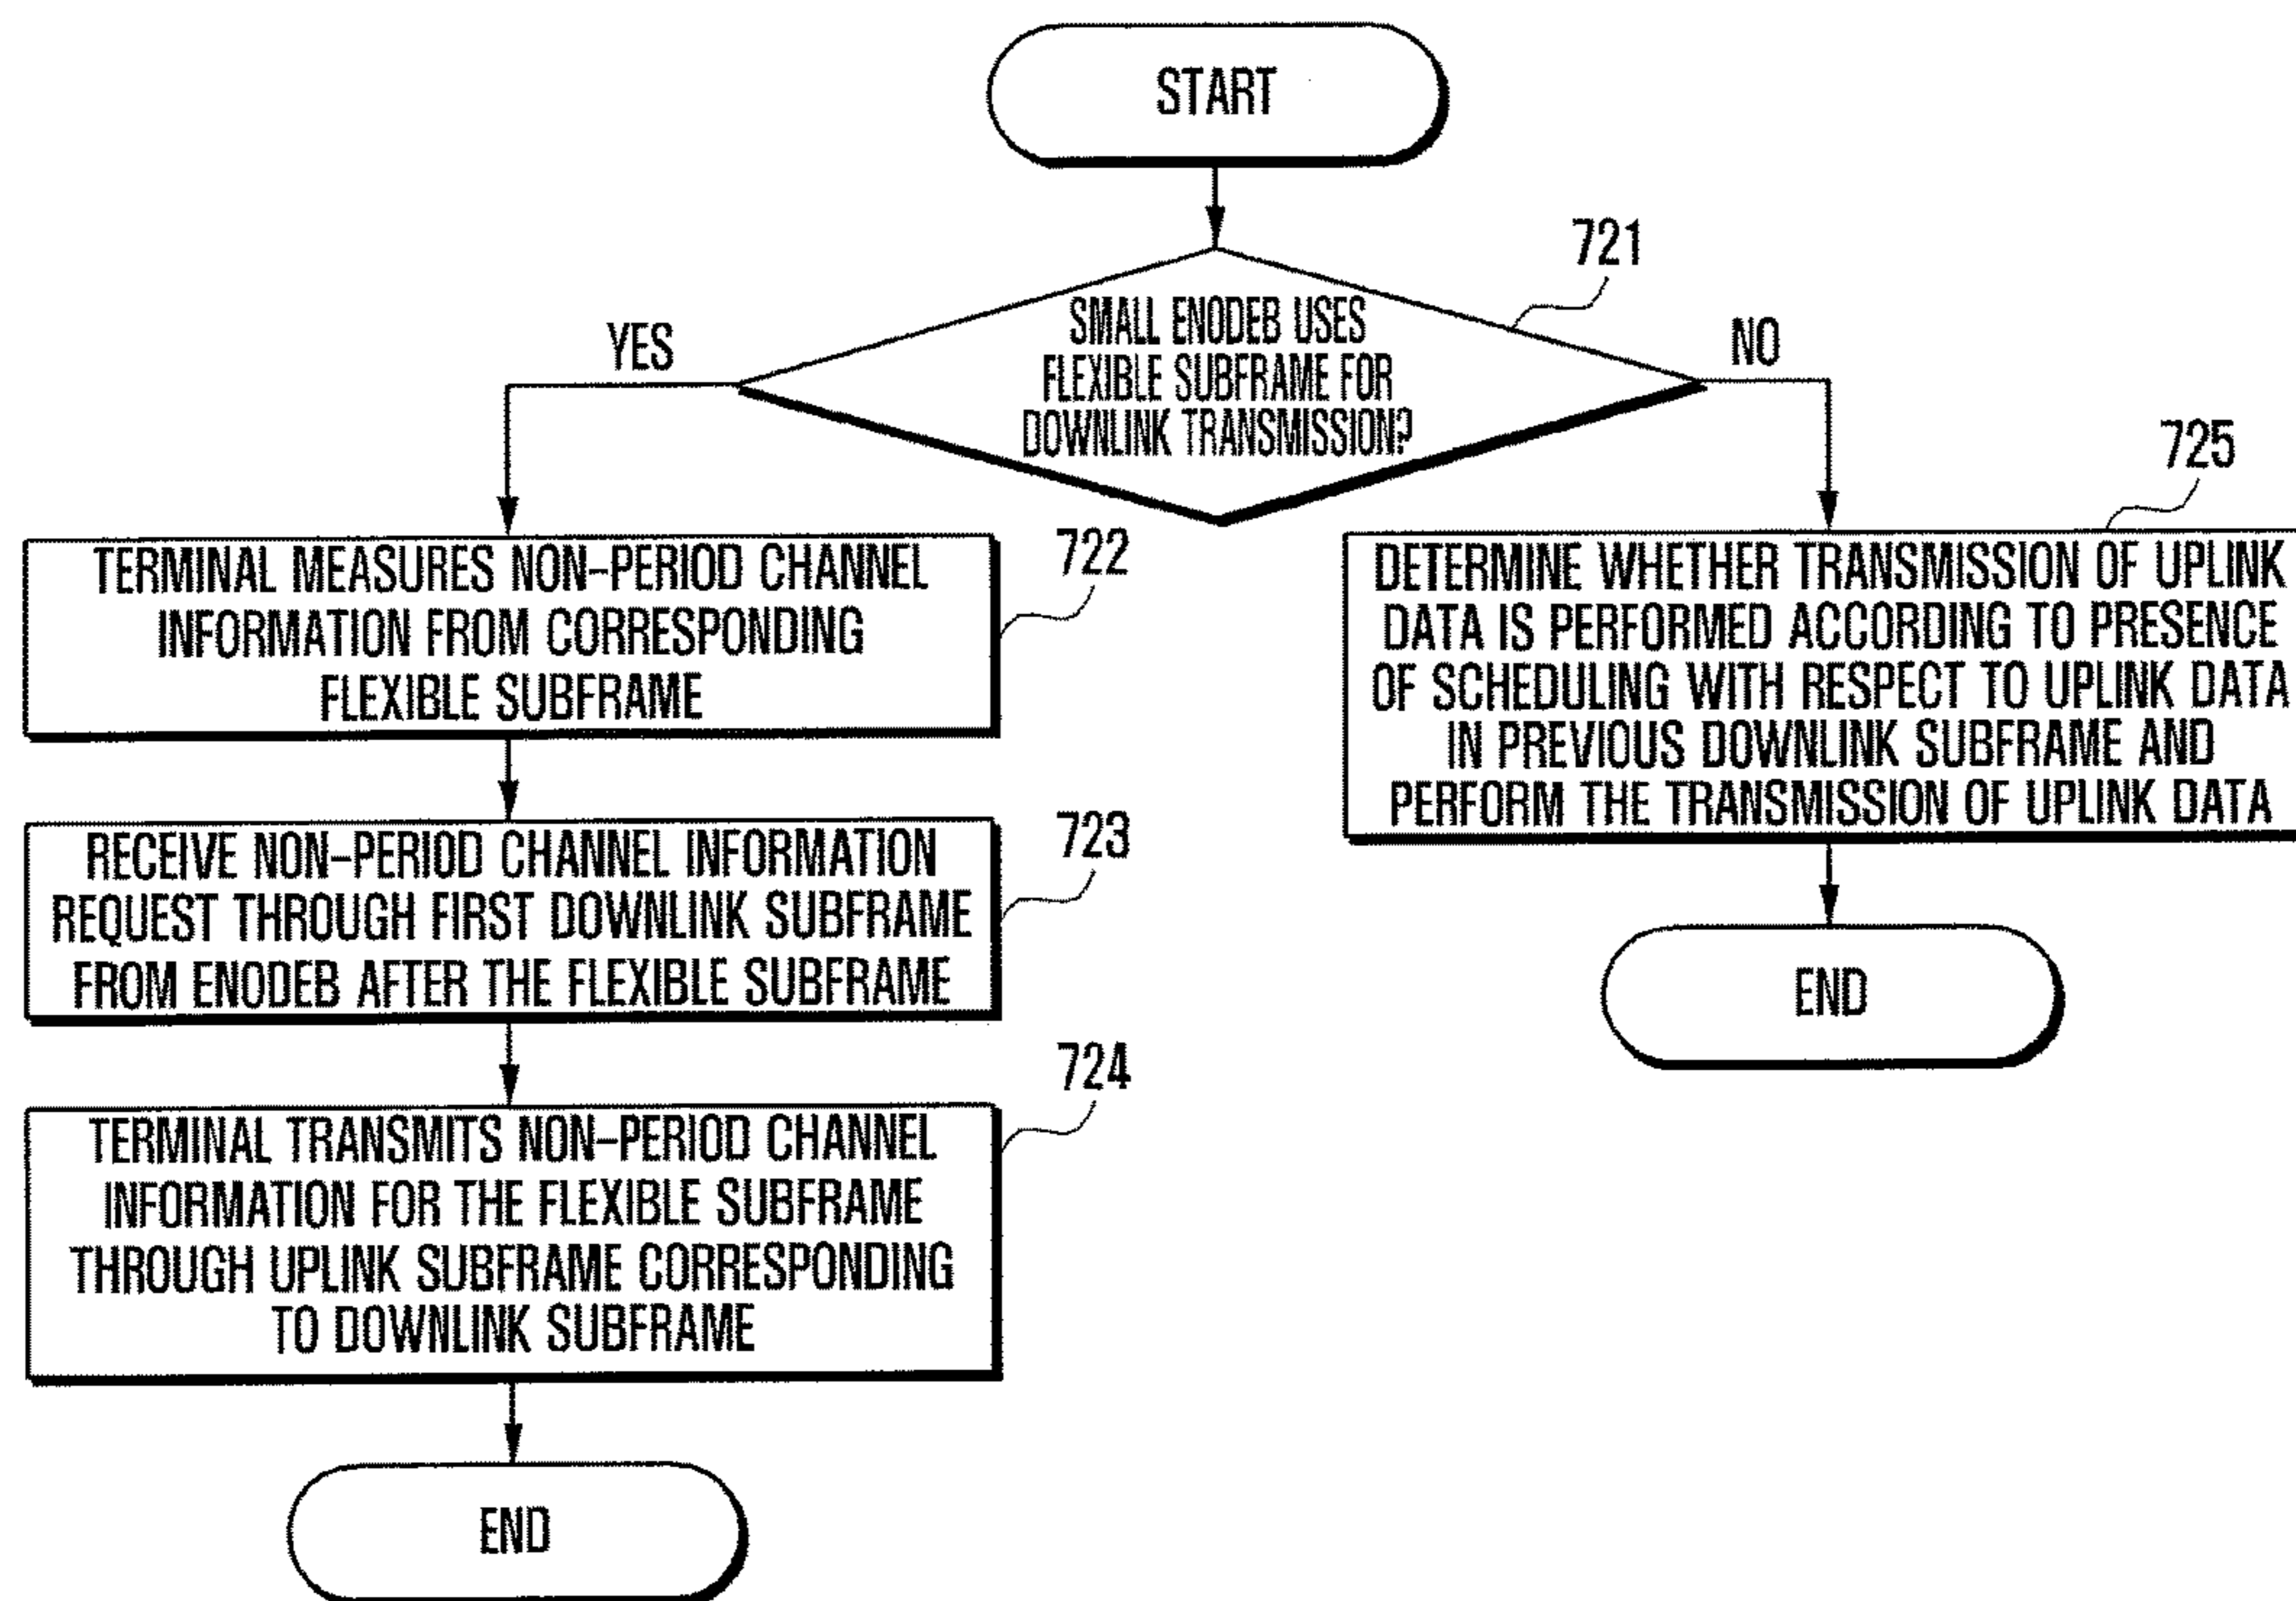 START
721
SMALL ENODEB USES
FLEXIBLE SUBFRAME FOR
DOWNLINK TRANSMISSION?
YES
NO
722
TERMINAL MEASURES NON-PERIOD CHANNEL
INFORMATION FROM CORRESPONDING
FLEXIBLE SUBFRAME
723
RECEIVE NON-PERIOD CHANNEL INFORMATION
REQUEST THROUGH FIRST DOWNLINK SUBFRAME
FROM ENODEB AFTER THE FLEXIBLE SUBFRAME
724
TERMINAL TRANSMITS NON-PERIOD CHANNEL
INFORMATION FOR THE FLEXIBLE SUBFRAME
THROUGH UPLINK SUBFRAME CORRESPONDING
TO DOWNLINK SUBFRAME
END
725
DETERMINE WHETHER TRANSMISSION OF UPLINK
DATA IS PERFORMED ACCORDING TO PRESENCE
OF SCHEDULING WITH RESPECT TO UPLINK DATA
IN PREVIOUS DOWNLINK SUBFRAME AND
PERFORM THE TRANSMISSION OF UPLINK DATA
END